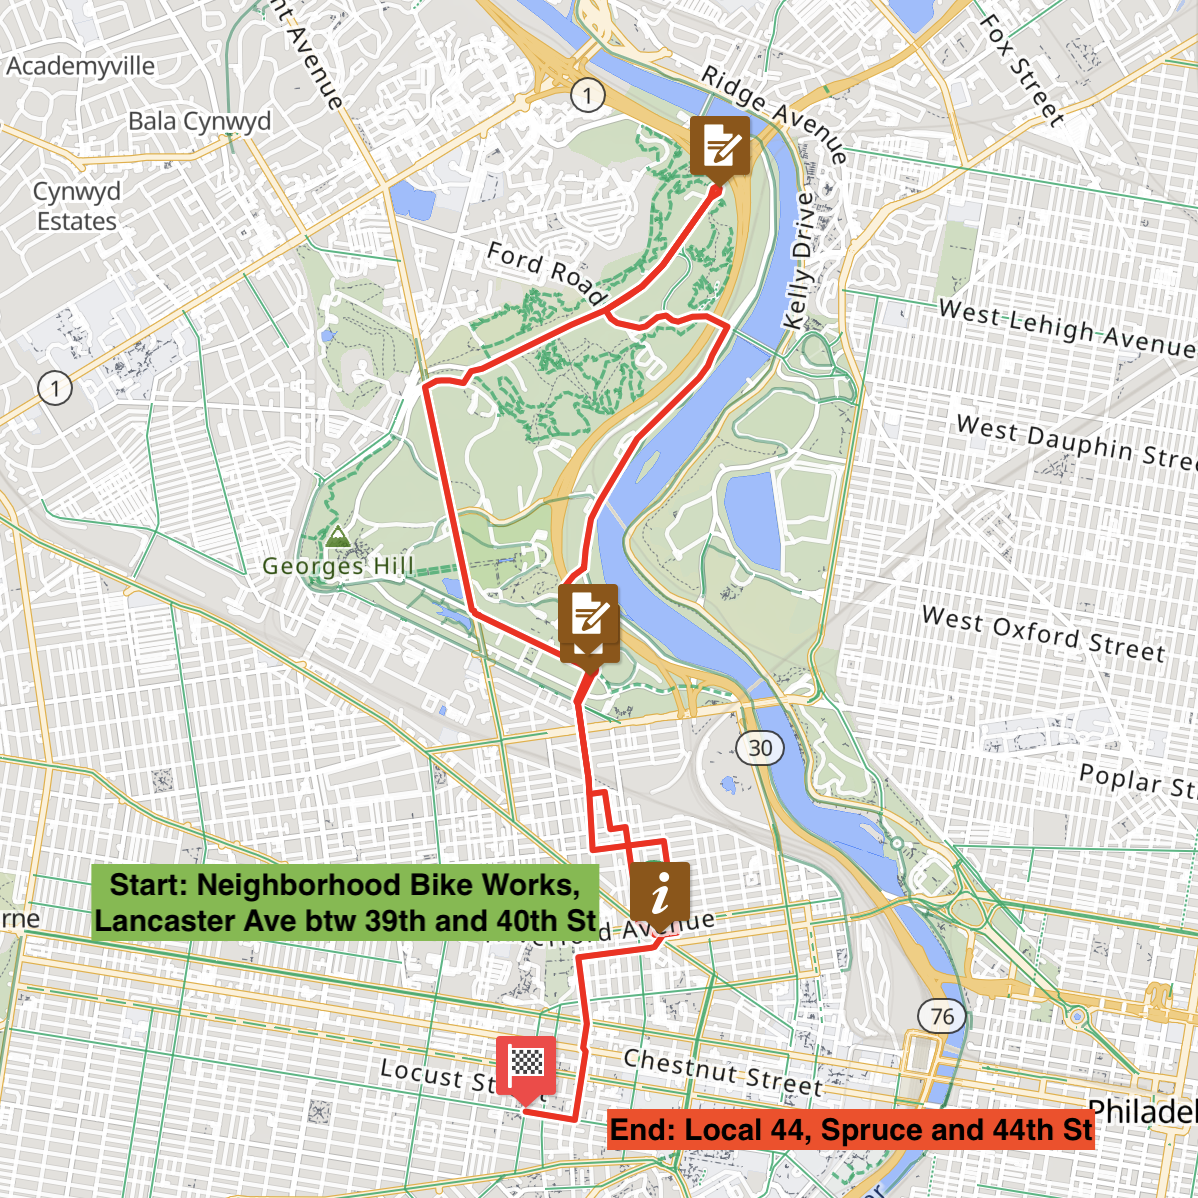 Academyville
Avenue
Fox Street
1
Ridge Avenue
Bala Cynwyd
Cynwyd
Estates
Kelly Drive
Ford Road
West Lehigh Avenue
1
West Dauphin Stree
Georges Hill
West Oxford Street
30
Poplar St
Start: Neighborhood Bike Works,
Lancaster Ave btw 39th and 40th St
i
rne
Avenue
76
Chestnut Street
Locust St
Philadel
End: Local 44, Spruce and 44th St